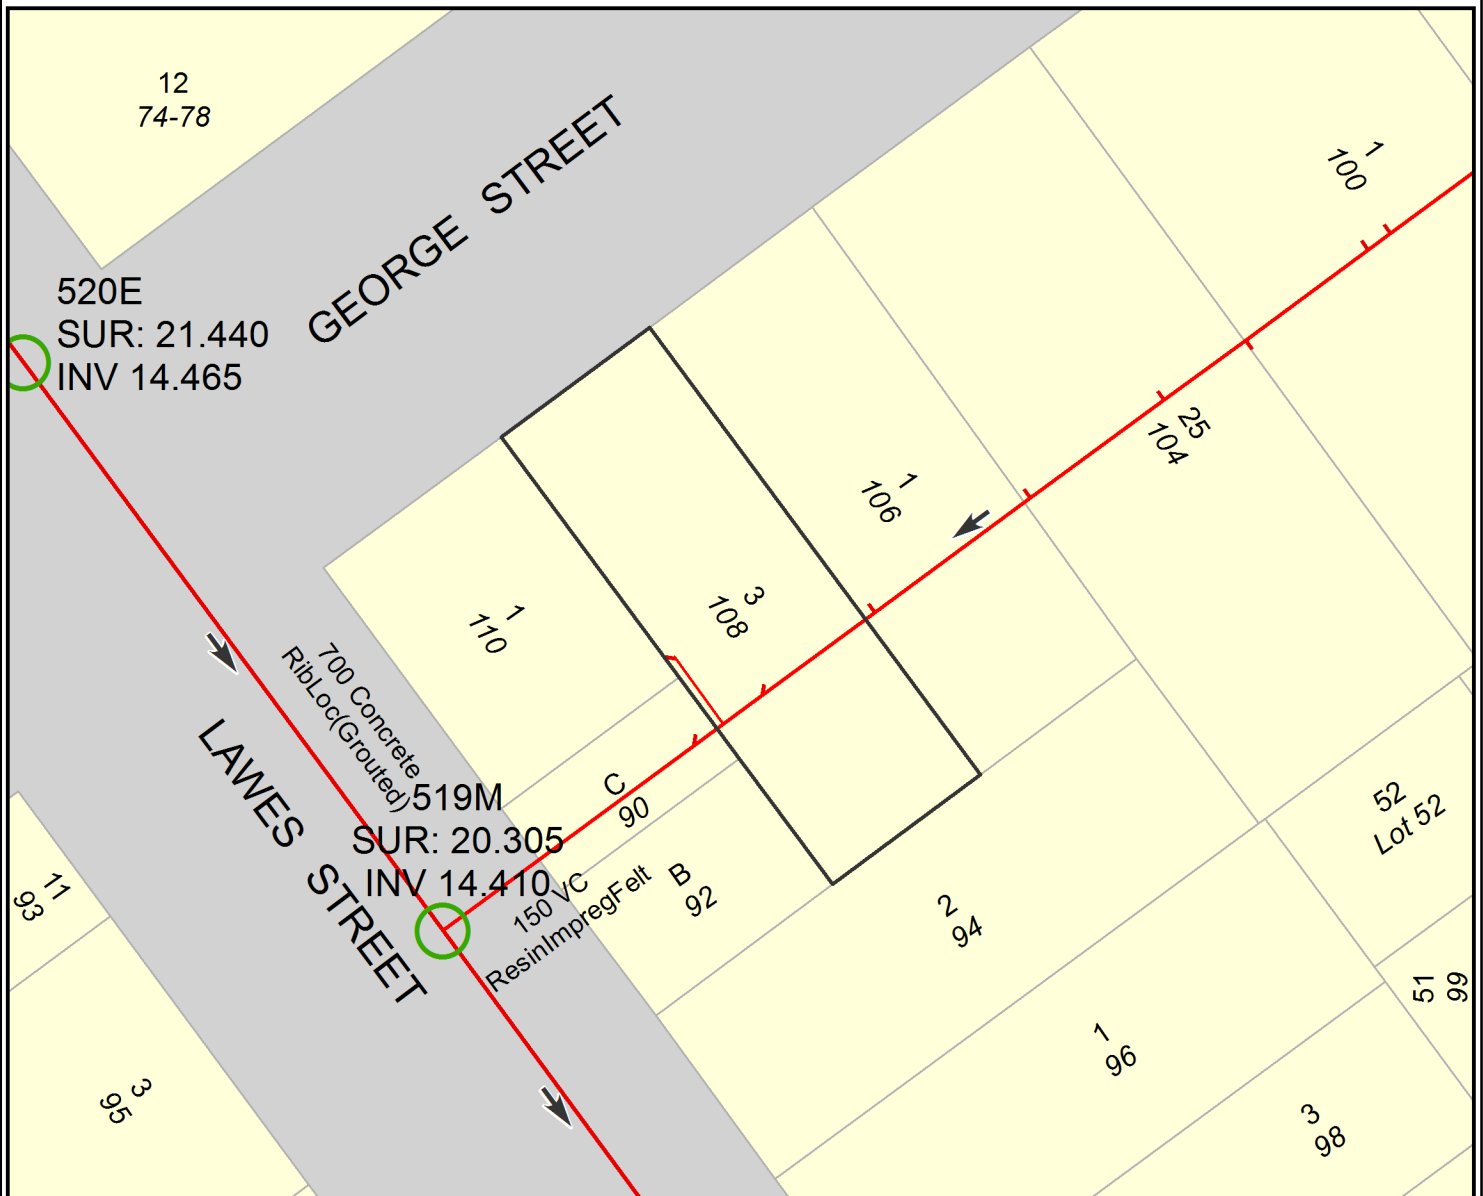 12
74-78
GEORGE STREET
1
100
520E
SUR: 21.440
INV 14.465
25
104
1
106
3
108
1
110
700 Concrete
RibLoc(Grouted)
LAWES STREET
519M
SUR: 20.305
INV 14.410
C
90
150 VC
ResinImpregFelt
B
92
2
94
52
Lot 52
11
93
51
99
1
96
3
95
3
98